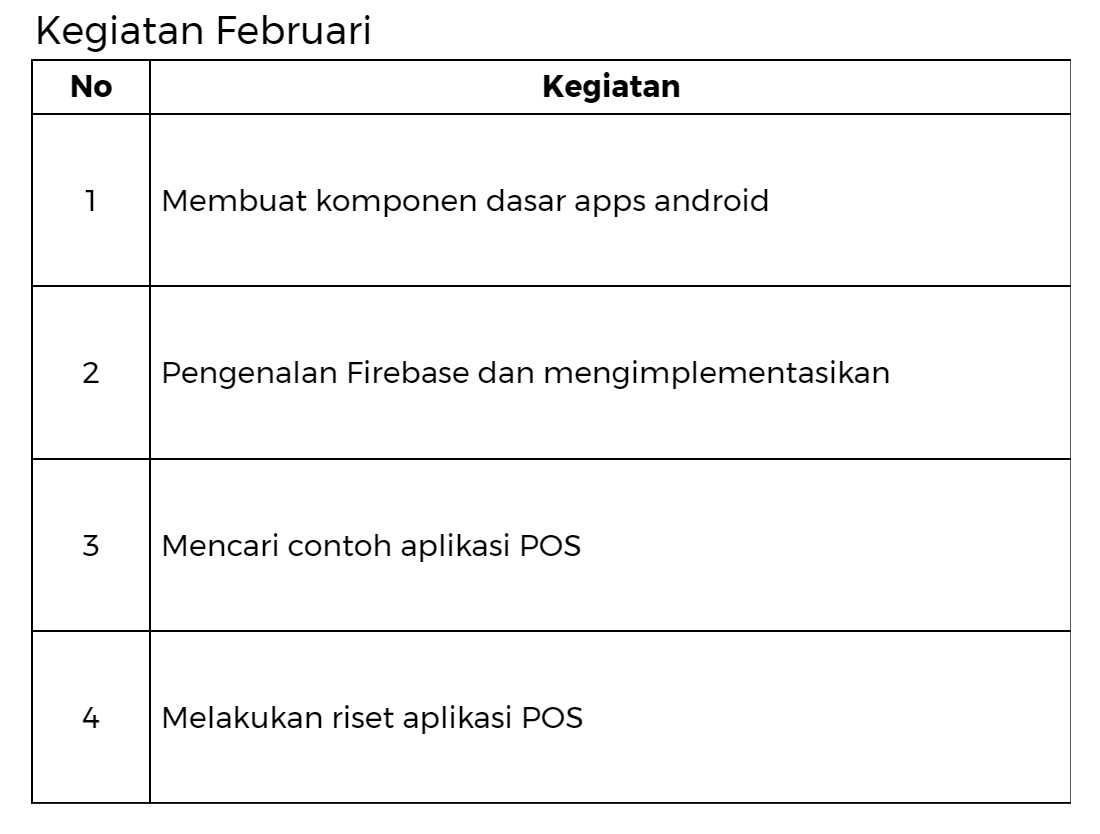 Kegiatan Februari
No Kegiatan
1 Membuat komponen dasar apps android
2 Pengenalan Firebase dan mengimplementasikan
3 Mencari contoh aplikasi POS
4 Melakukan riset aplikasi POS